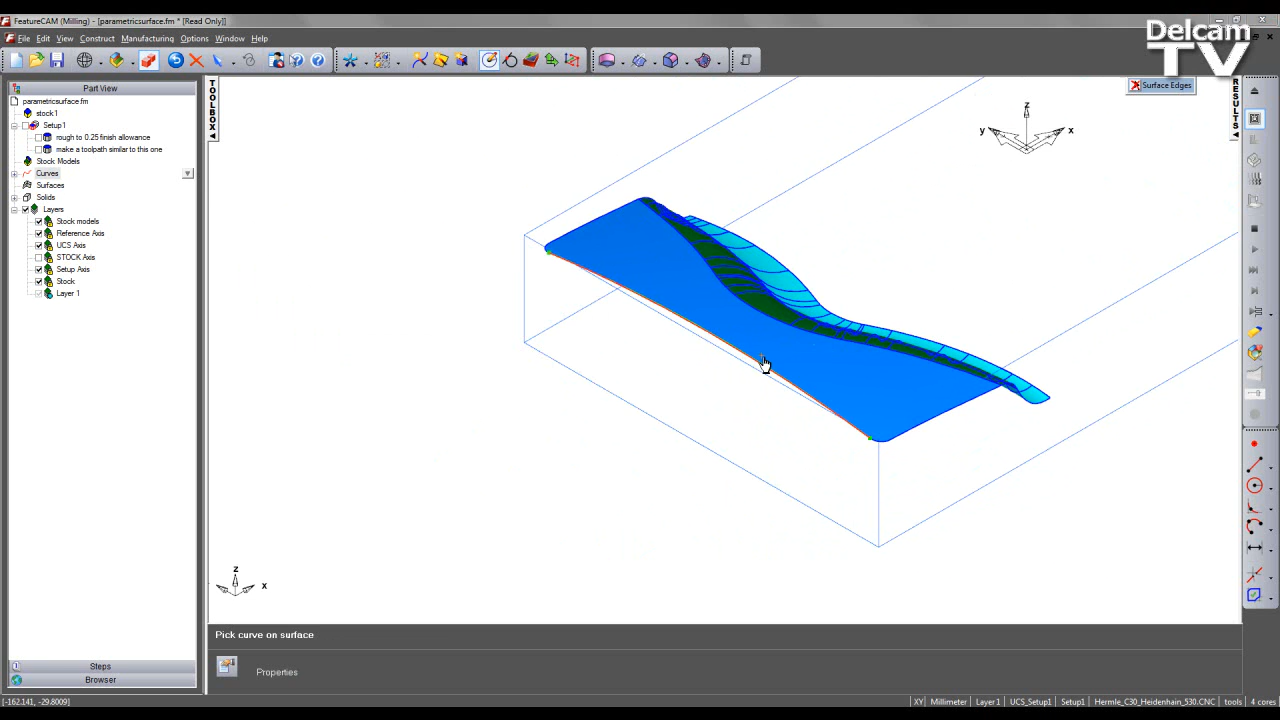 FeatureCAM (Milling) - [parametricsurface.fm * [Read Only]]
Delcam
TV
File Edit View Construct Manufacturing Options Window Help
TOOLBOX
Part View
parametricsurface.fm
stock1
Setup1
rough to 0.25 finish allowance
make a toolpath similar to this one
Stock Models
Curves
Surfaces
Solids
Layers
Stock models
Reference Axis
UCS Axis
STOCK Axis
Setup Axis
Stock
Layer 1
Surface Edges
RESULTS
z
y
x
z
x
Pick curve on surface
Properties
Steps
Browser
[-162.141, -29.8009]
XY Millimeter Layer1 UCS_Setup1 Setup1 Hermle_C30_Heidenhain_530.CNC tools 4 cores